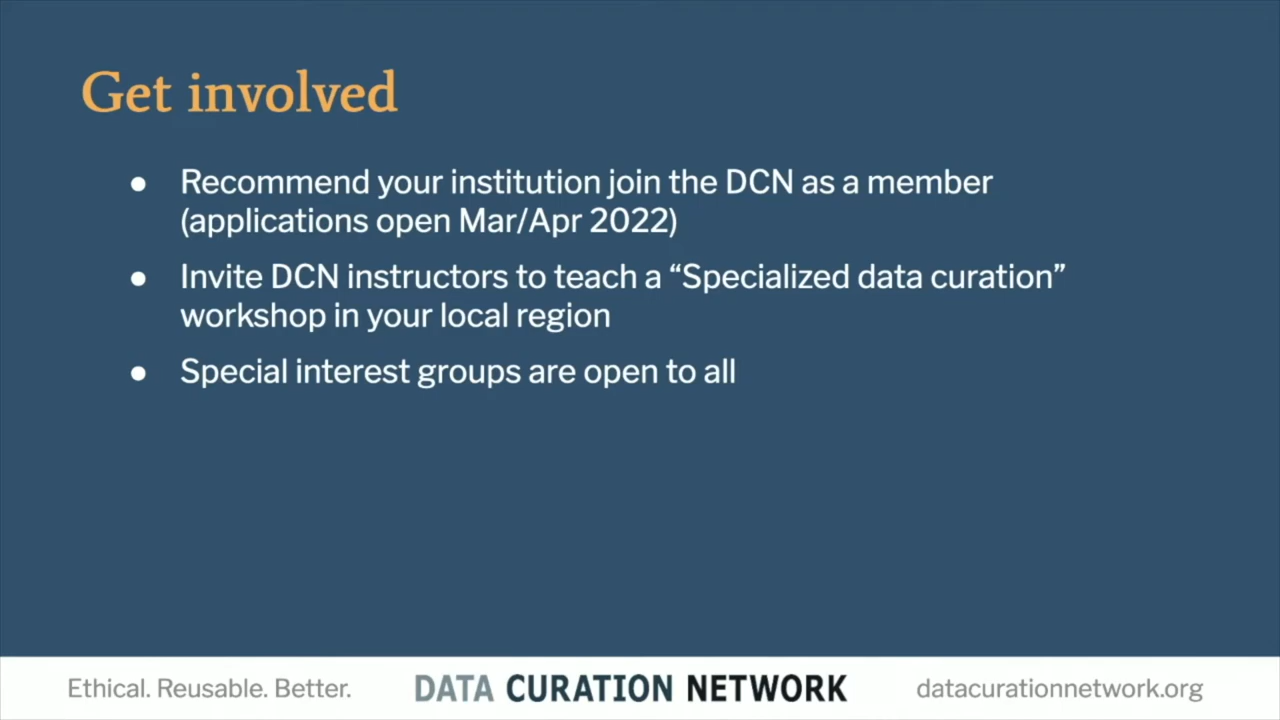 Get involved
● Recommend your institution join the DCN as a member
(applications open Mar/Apr 2022)
● Invite DCN instructors to teach a “Specialized data curation”
workshop in your local region
● Special interest groups are open to all
Ethical. Reusable. Better.
DATA CURATION NETWORK
datacurationnetwork.org